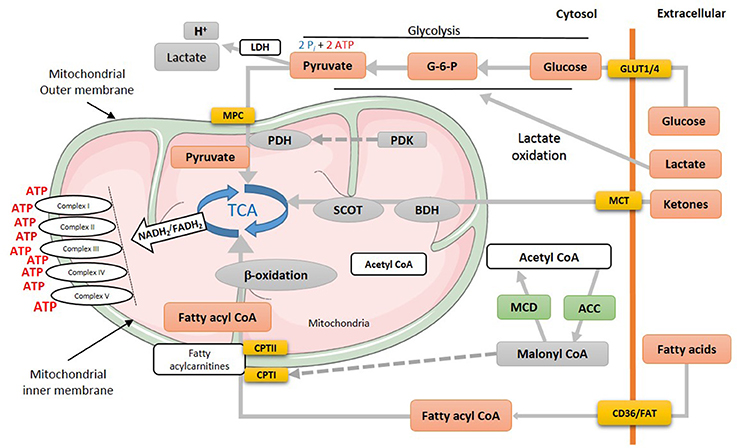 Glycolysis
Cytosol
Extracellular
H⁺
LDH
2 Pᵢ + 2 ATP
Lactate
Pyruvate
G-6-P
Glucose
GLUT1/4
Mitochondrial
Outer membrane
MPC
Glucose
PDH
PDK
Lactate
oxidation
Pyruvate
Lactate
ATP
ATP
ATP
ATP
ATP
ATP
ATP
ATP
Complex I
Complex II
Complex III
Complex IV
Complex V
NADH₂/FADH₂
TCA
SCOT
BDH
MCT
Ketones
Acetyl CoA
Acetyl CoA
β-oxidation
MCD
ACC
Fatty acyl CoA
Mitochondria
Malonyl CoA
Fatty acids
Fatty
acylcarnitines
CPTII
CPTI
Mitochondrial
inner membrane
Fatty acyl CoA
CD36/FAT